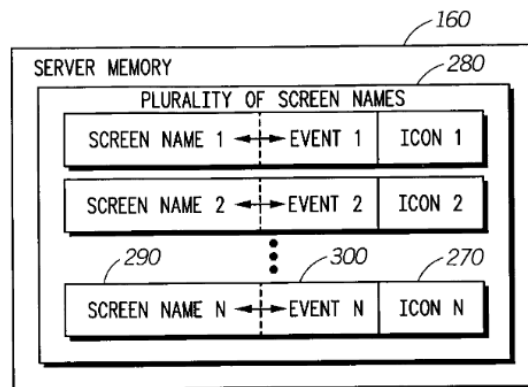 160
SERVER MEMORY
280
PLURALITY OF SCREEN NAMES
SCREEN NAME 1 EVENT 1 ICON 1
SCREEN NAME 2 EVENT 2 ICON 2
290 300 270
SCREEN NAME N EVENT N ICON N